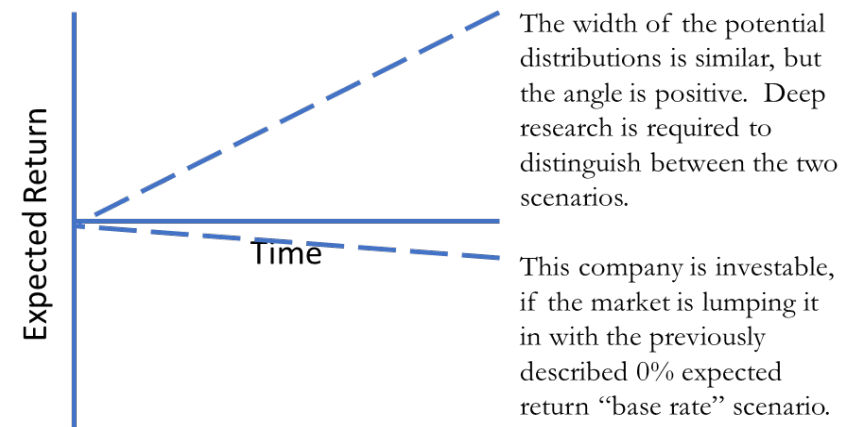 Expected Return
Time
The width of the potential
distributions is similar, but
the angle is positive.  Deep
research is required to
distinguish between the two
scenarios.
This company is investable,
if the market is lumping it
in with the previously
described 0% expected
return “base rate” scenario.